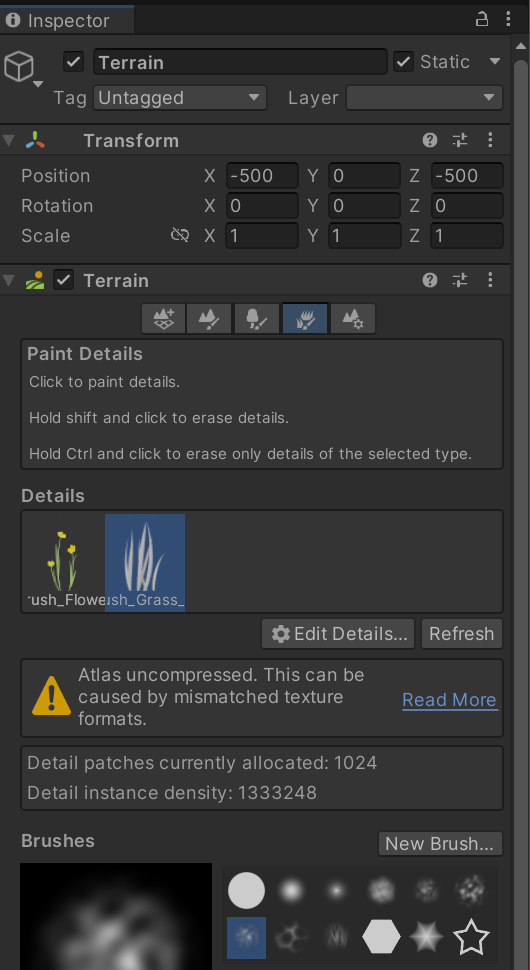 Inspector
Terrain
Static
Tag Untagged Layer
Transform
Position X -500 Y 0 Z -500
Rotation X 0 Y 0 Z 0
Scale X 1 Y 1 Z 1
Terrain
Paint Details
Click to paint details.
Hold shift and click to erase details.
Hold Ctrl and click to erase only details of the selected type.
Details
rush_Flowe
ush_Grass_
Edit Details... Refresh
Atlas uncompressed. This can be
caused by mismatched texture
formats.
Read More
Detail patches currently allocated: 1024
Detail instance density: 1333248
Brushes New Brush...